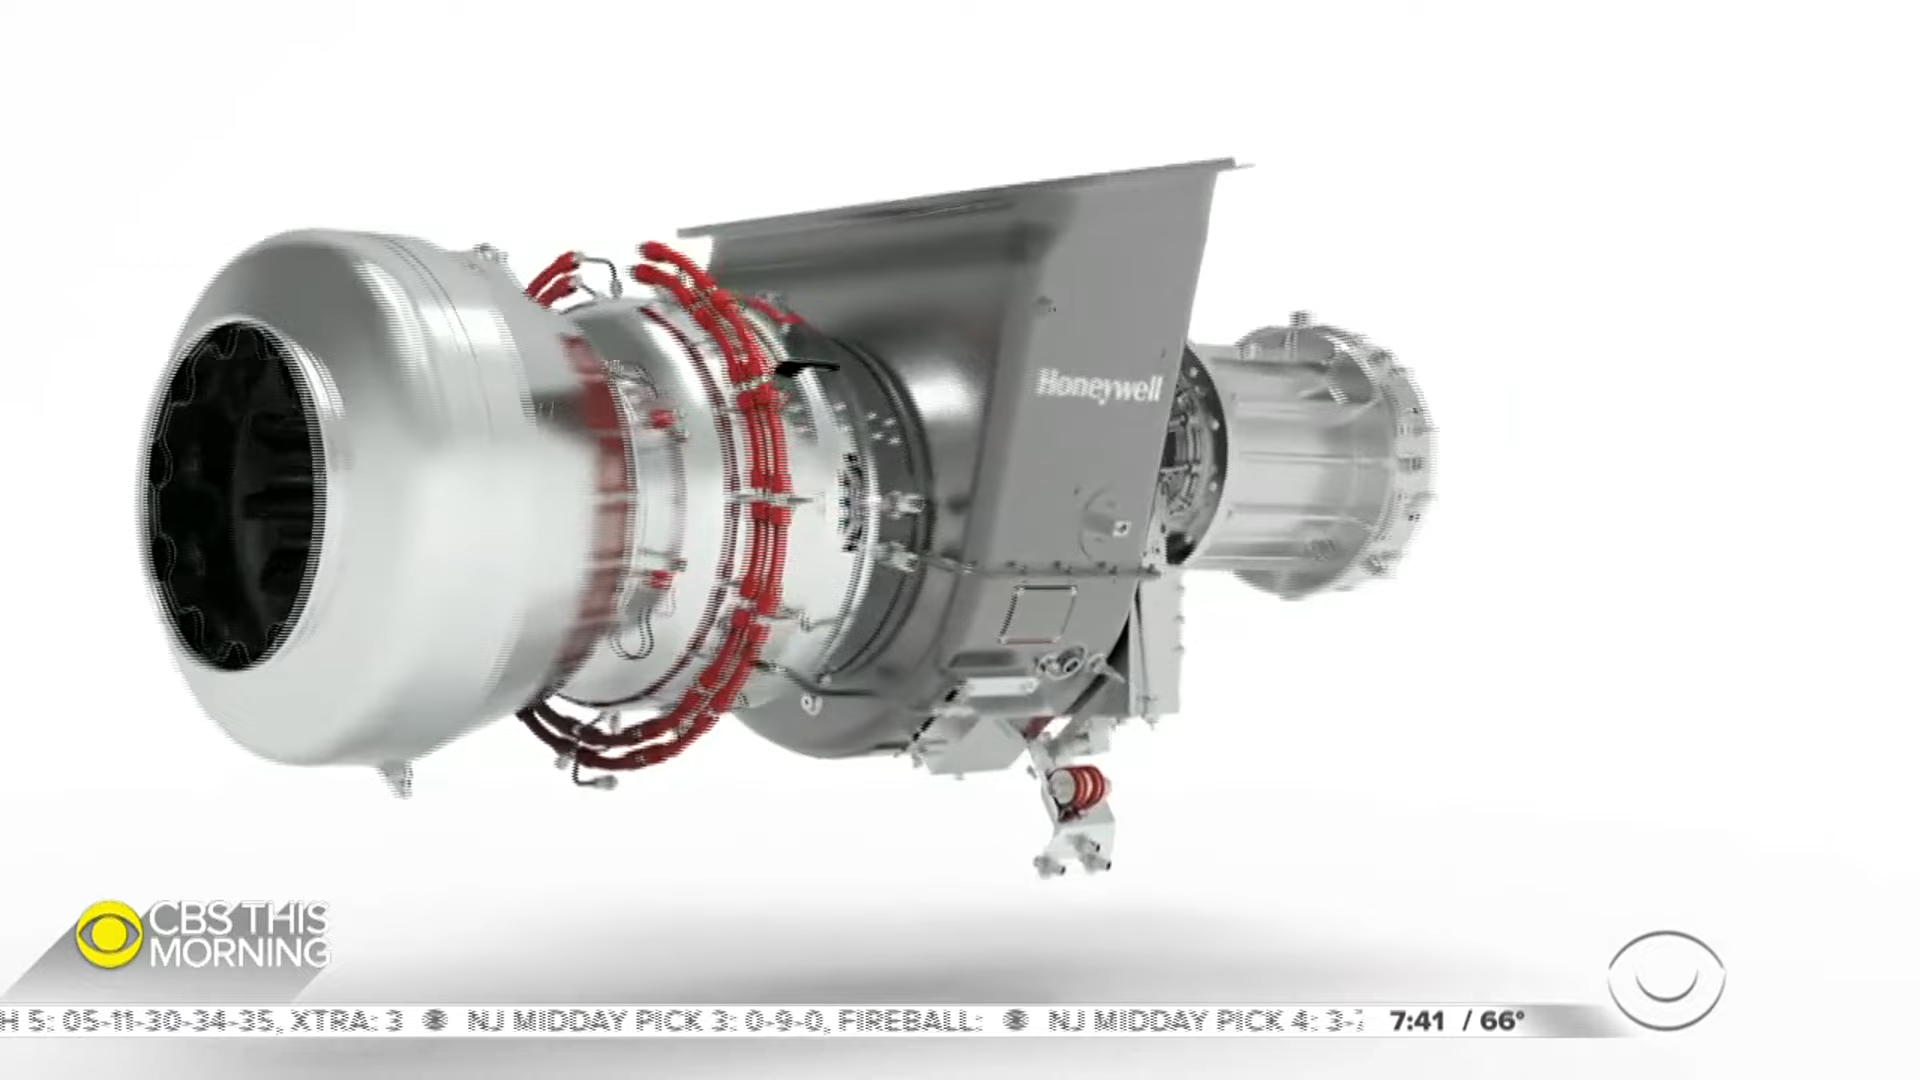 Honeywell
CBS THIS
MORNING
H 5: 05-11-30-34-35, XTRA: 3 NJ MIDDAY PICK 3: 0-9-0, FIREBALL: NJ MIDDAY PICK 4: 3-
7:41 / 66°